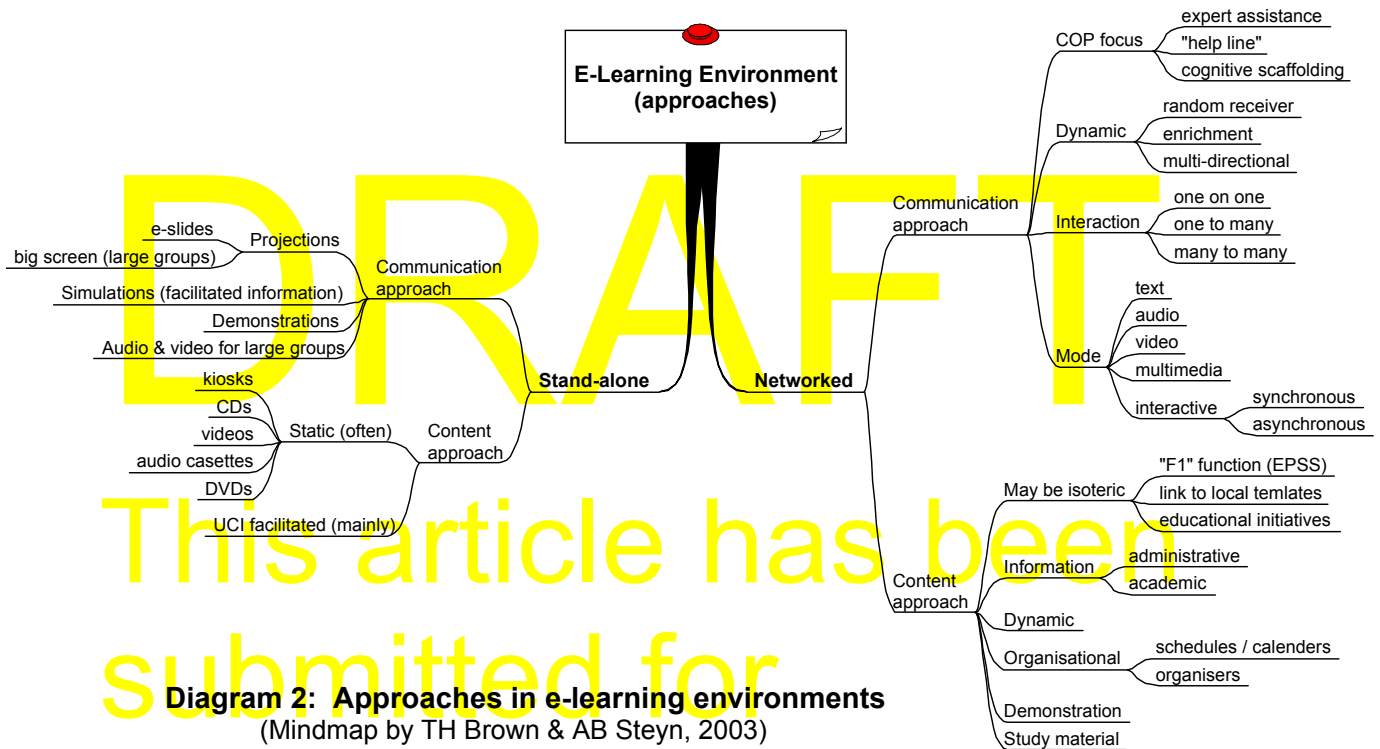 E-Learning Environment
(approaches)
Stand-alone
Communication
approach
Projections
e-slides
big screen (large groups)
Simulations (facilitated information)
Demonstrations
Audio & video for large groups
Content
approach
Static (often)
kiosks
CDs
videos
audio casettes
DVDs
UCI facilitated (mainly)
Networked
Communication
approach
COP focus
expert assistance
"help line"
cognitive scaffolding
Dynamic
random receiver
enrichment
multi-directional
Interaction
one on one
one to many
many to many
Mode
text
audio
video
multimedia
interactive
synchronous
asynchronous
Content
approach
May be isoteric
"F1" function (EPSS)
link to local temlates
educational initiatives
Information
administrative
academic
Dynamic
Organisational
schedules / calenders
organisers
Demonstration
Study material
DRAFT
This article has been
submitted for
Diagram 2: Approaches in e-learning environments
(Mindmap by TH Brown & AB Steyn, 2003)